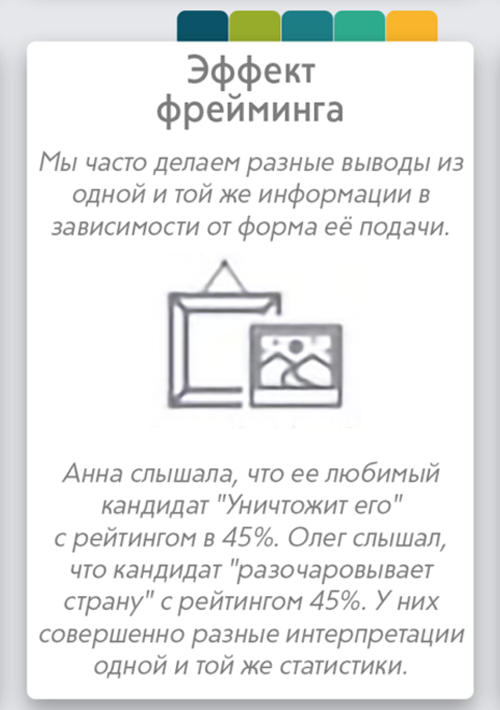 Эффект
фрейминга
Мы часто делаем разные выводы из
одной и той же информации в
зависимости от форма её подачи.
Анна слышала, что ее любимый
кандидат "Уничтожит его"
с рейтингом в 45%. Олег слышал,
что кандидат "разочаровывает
страну" с рейтингом 45%. У них
совершенно разные интерпретации
одной и той же статистики.